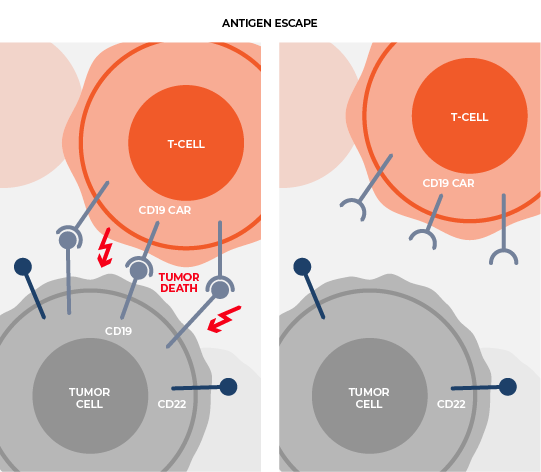 ANTIGEN ESCAPE
T-CELL
CD19 CAR
TUMOR
DEATH
CD19
TUMOR
CELL
CD22
T-CELL
CD19 CAR
TUMOR
CELL
CD22